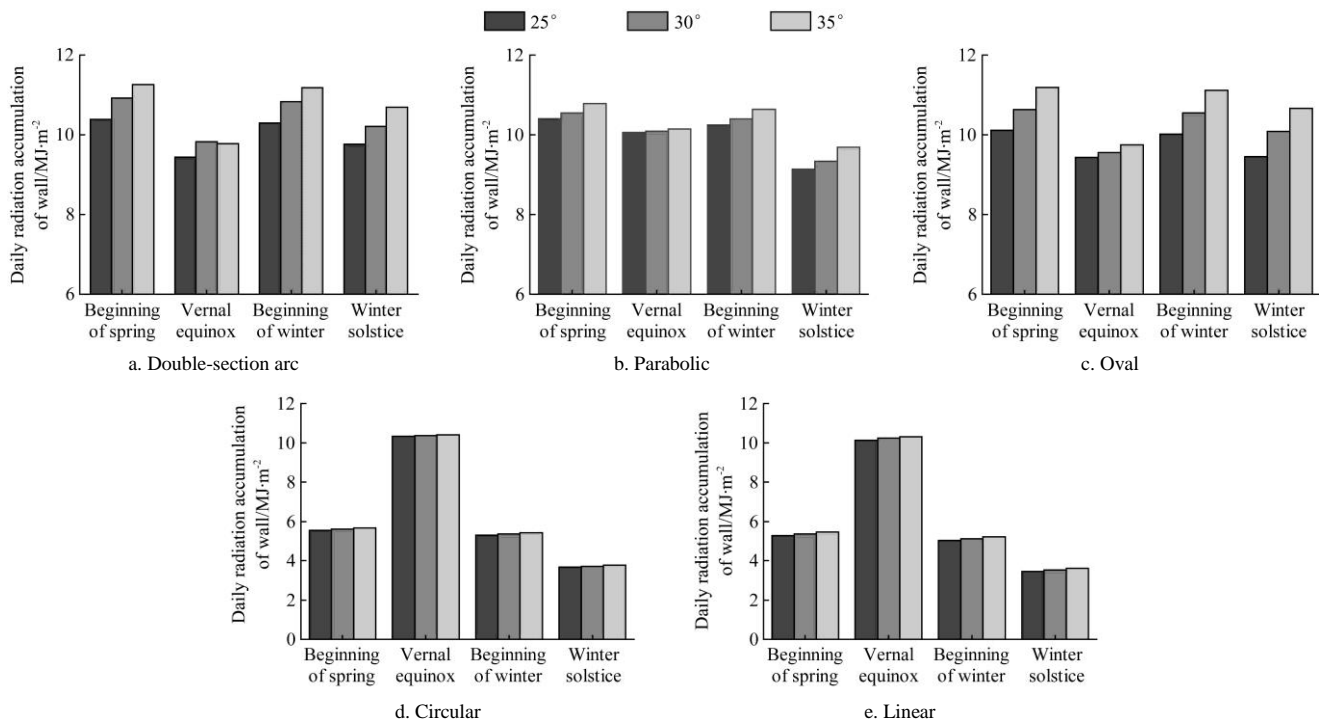 25° 30° 35°
Daily radiation accumulation
of wall/MJ·m⁻²
12
10
8
6
Beginning
of spring
Vernal
equinox
Beginning
of winter
Winter
solstice
a. Double-section arc
Daily radiation accumulation
of wall/MJ·m⁻²
12
10
8
6
Beginning
of spring
Vernal
equinox
Beginning
of winter
Winter
solstice
b. Parabolic
Daily radiation accumulation
of wall/MJ·m⁻²
12
10
8
6
Beginning
of spring
Vernal
equinox
Beginning
of winter
Winter
solstice
c. Oval
Daily radiation accumulation
of wall/MJ·m⁻²
12
10
8
6
4
2
0
Beginning
of spring
Vernal
equinox
Beginning
of winter
Winter
solstice
d. Circular
Daily radiation accumulation
of wall/MJ·m⁻²
12
10
8
6
4
2
0
Beginning
of spring
Vernal
equinox
Beginning
of winter
Winter
solstice
e. Linear